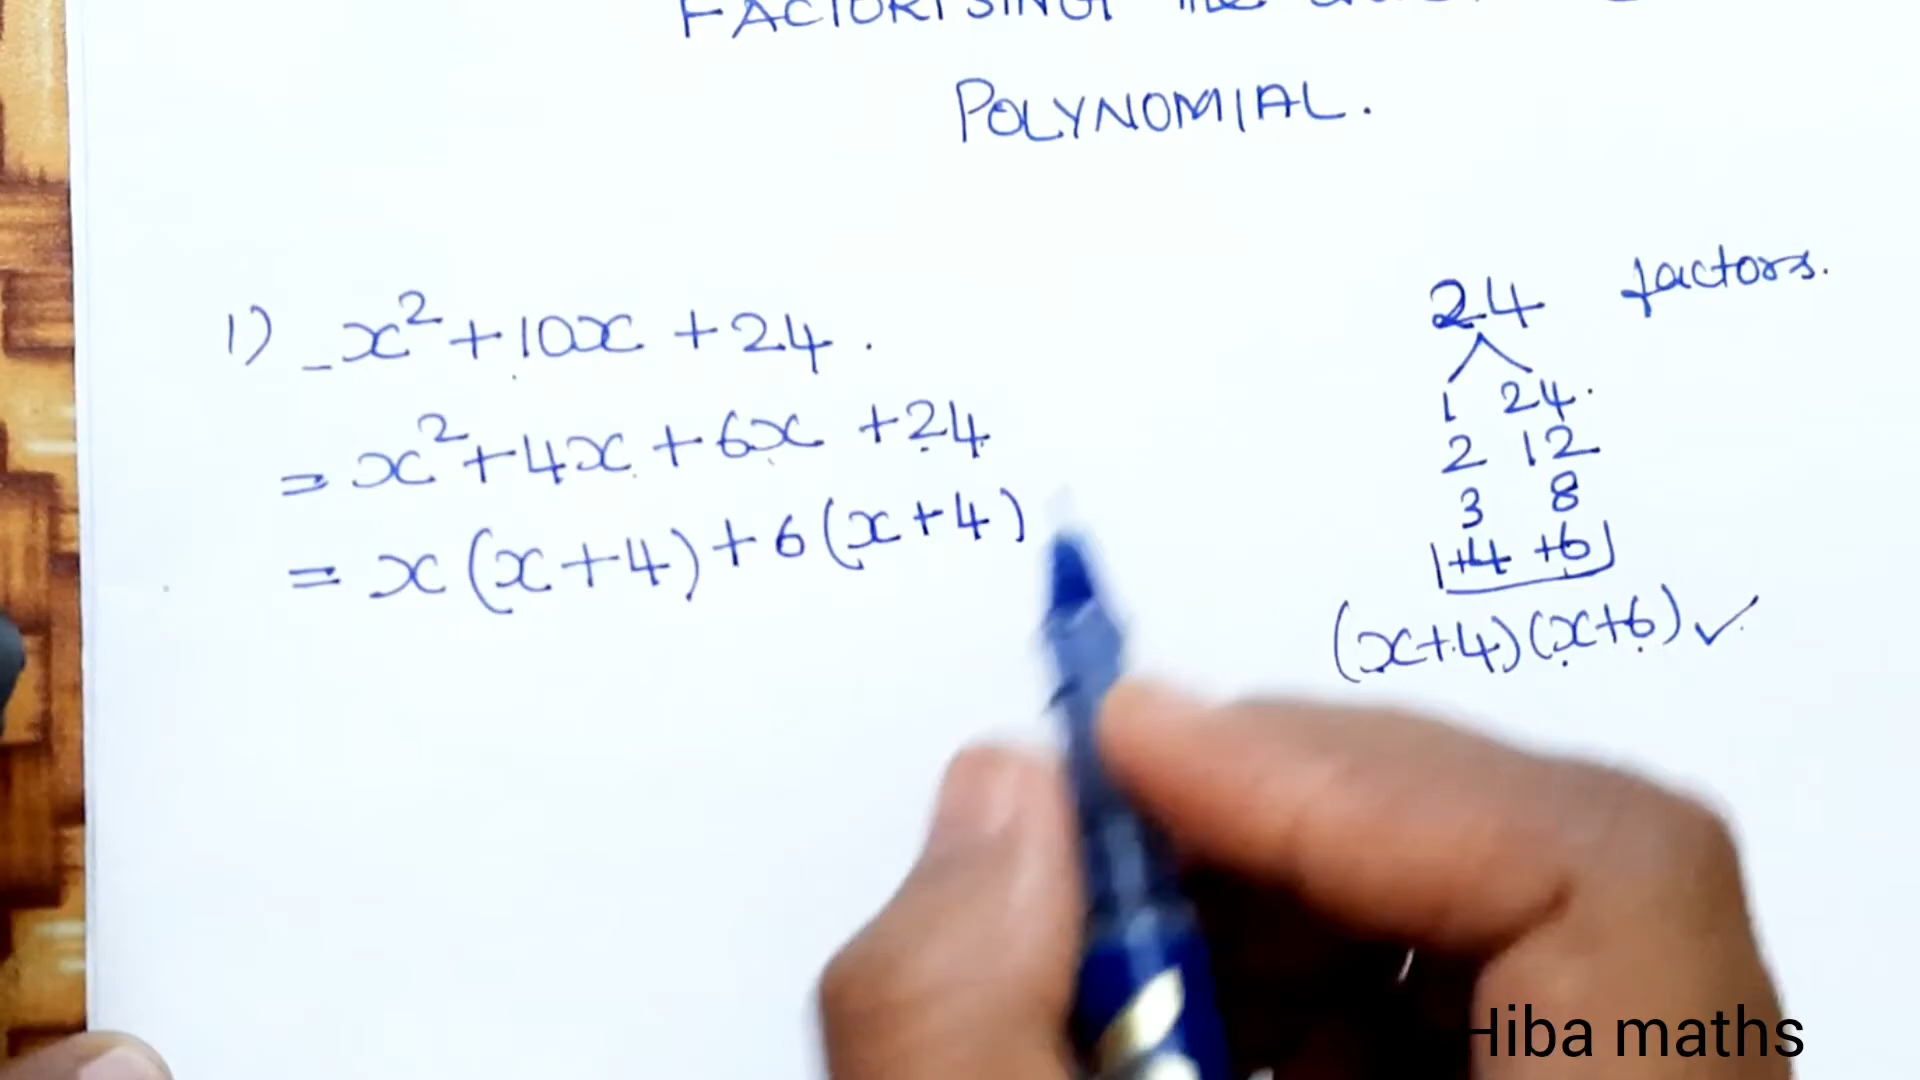 FACTORISING
POLYNOMIAL.
1) x² + 10x + 24.
= x² + 4x + 6x + 24
= x (x + 4) + 6 (x + 4)
24 factors.
1 24.
2 12
3 8
+4 +6
(x+4) (x+6) ✓
Hiba maths